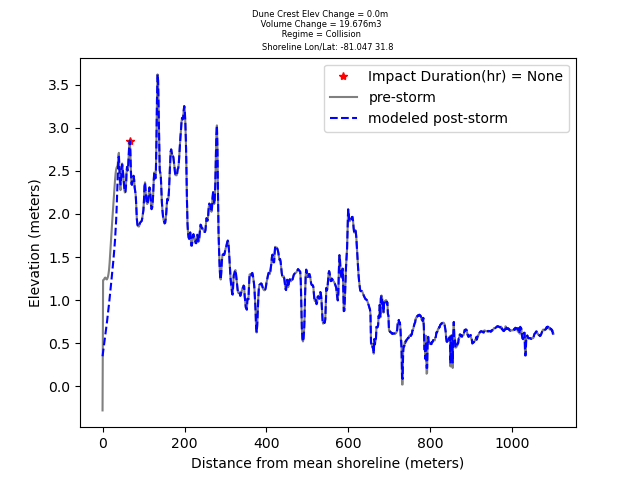 Dune Crest Elev Change = 0.0m
Volume Change = 19.676m3
Regime = Collision
Shoreline Lon/Lat: -81.047 31.8
Impact Duration(hr) = None
pre-storm
modeled post-storm
Elevation (meters)
3.5
3.0
2.5
2.0
1.5
1.0
0.5
0.0
0 200 400 600 800 1000
Distance from mean shoreline (meters)